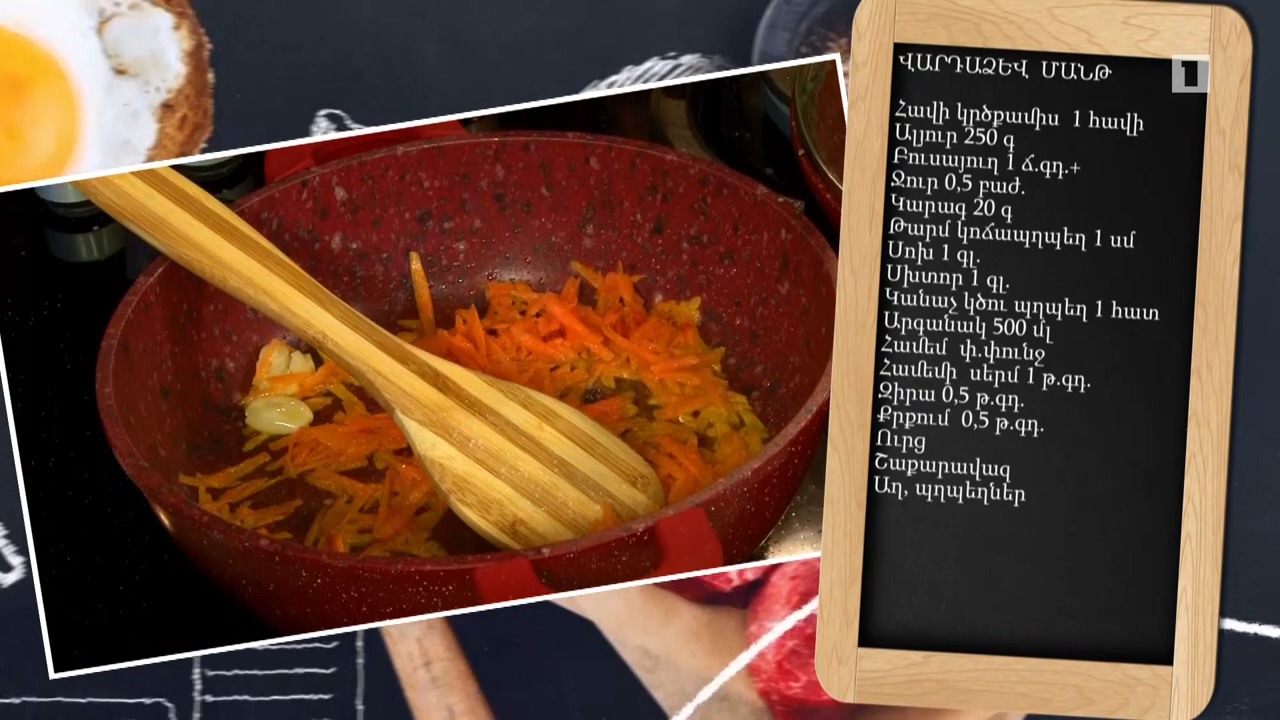 ՎԱՐԴԱՁԵՎ ՄԱՆԹ
1
Հավի կրծքամիս 1 հավի
Ալյուր 250 գ
Բուսայուղ 1 ճ.գդ.+
Ջուր 0,5 բաժ.
Կարագ 20 գ
Թարմ կոճապղպեղ 1 սմ
Սոխ 1 գլ.
Սխտոր 1 գլ.
Կանաչ կծու պղպեղ 1 հատ
Արգանակ 500 մլ
Համեմ փ.փունջ
Համեմի սերմ 1 թ.գդ.
Զիրա 0,5 թ.գդ.
Քրքում 0,5 թ.գդ.
Ուրց
Շաքարավազ
Աղ, պղպեղներ